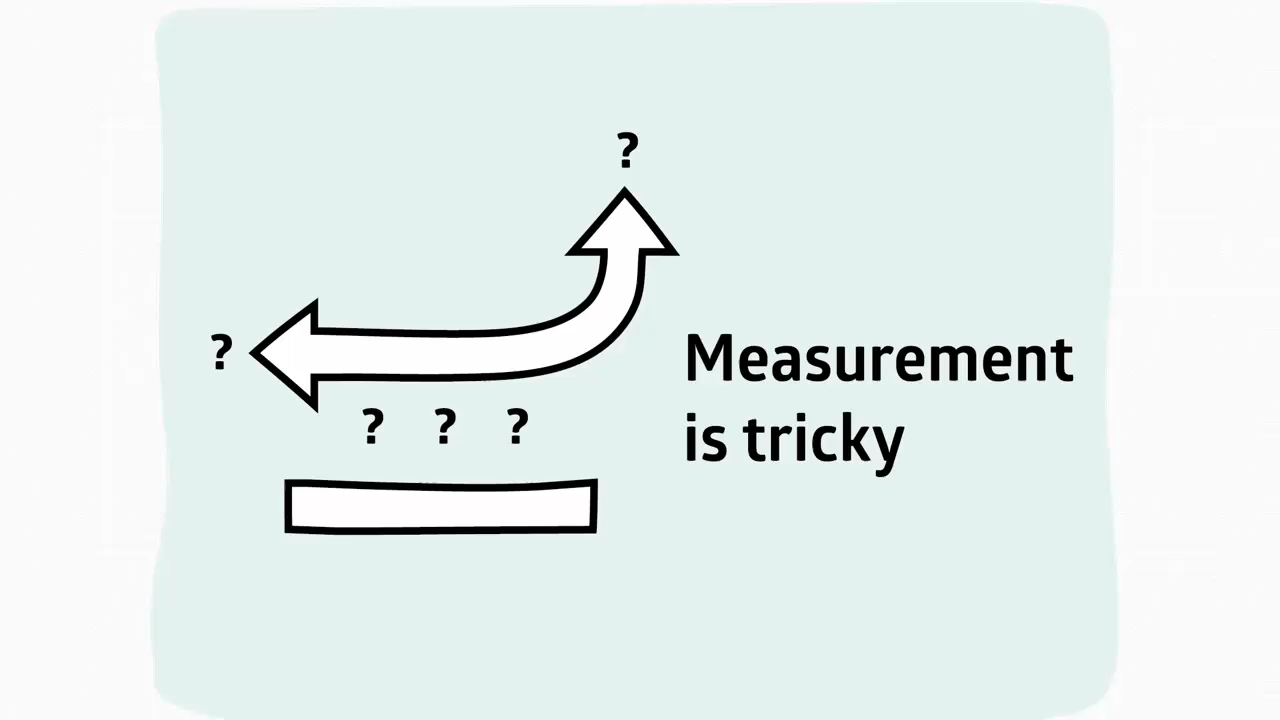 ?
?
? ? ?
Measurement
is tricky